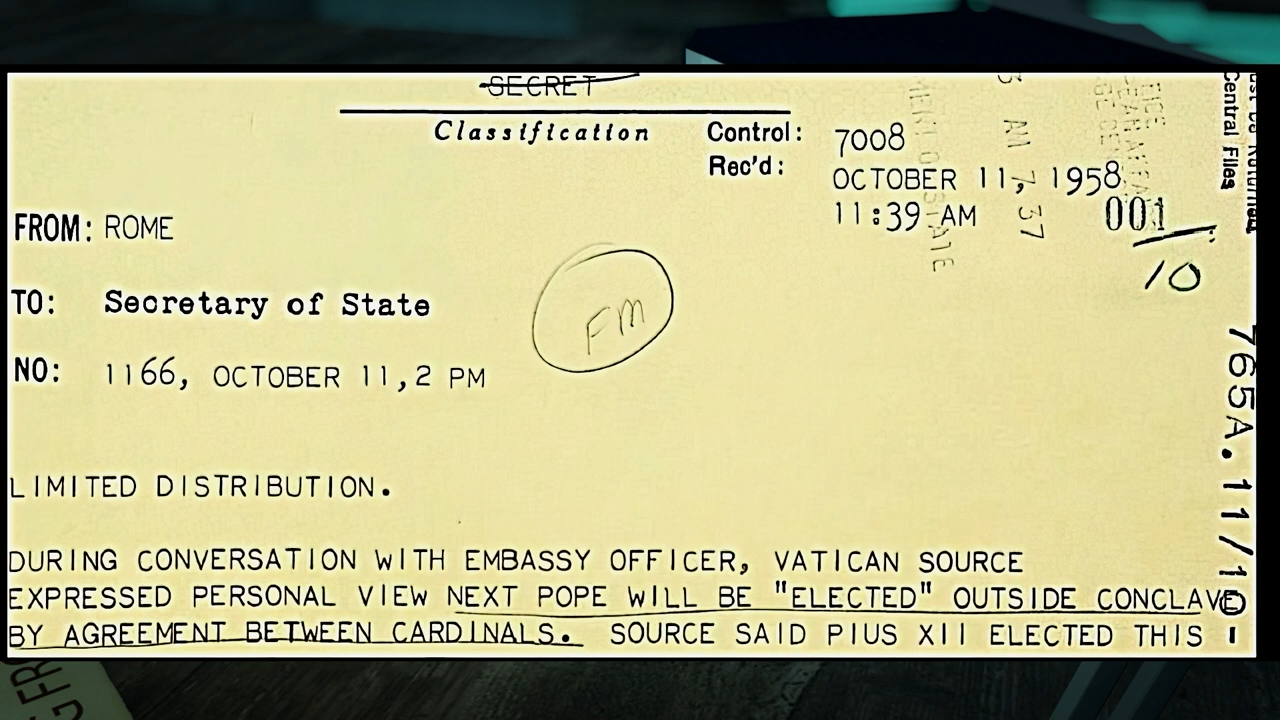 SECRET
Classification
Control: 7008
Rec'd: OCTOBER 11, 1958
11:39 AM
001
10
FROM: ROME
TO: Secretary of State
FM
NO: 1166, OCTOBER 11, 2 PM
LIMITED DISTRIBUTION.
DURING CONVERSATION WITH EMBASSY OFFICER, VATICAN SOURCE
EXPRESSED PERSONAL VIEW NEXT POPE WILL BE "ELECTED" OUTSIDE CONCLAVE
BY AGREEMENT BETWEEN CARDINALS. SOURCE SAID PIUS XII ELECTED THIS
Central Files
765A.11/10-
AM 7 37